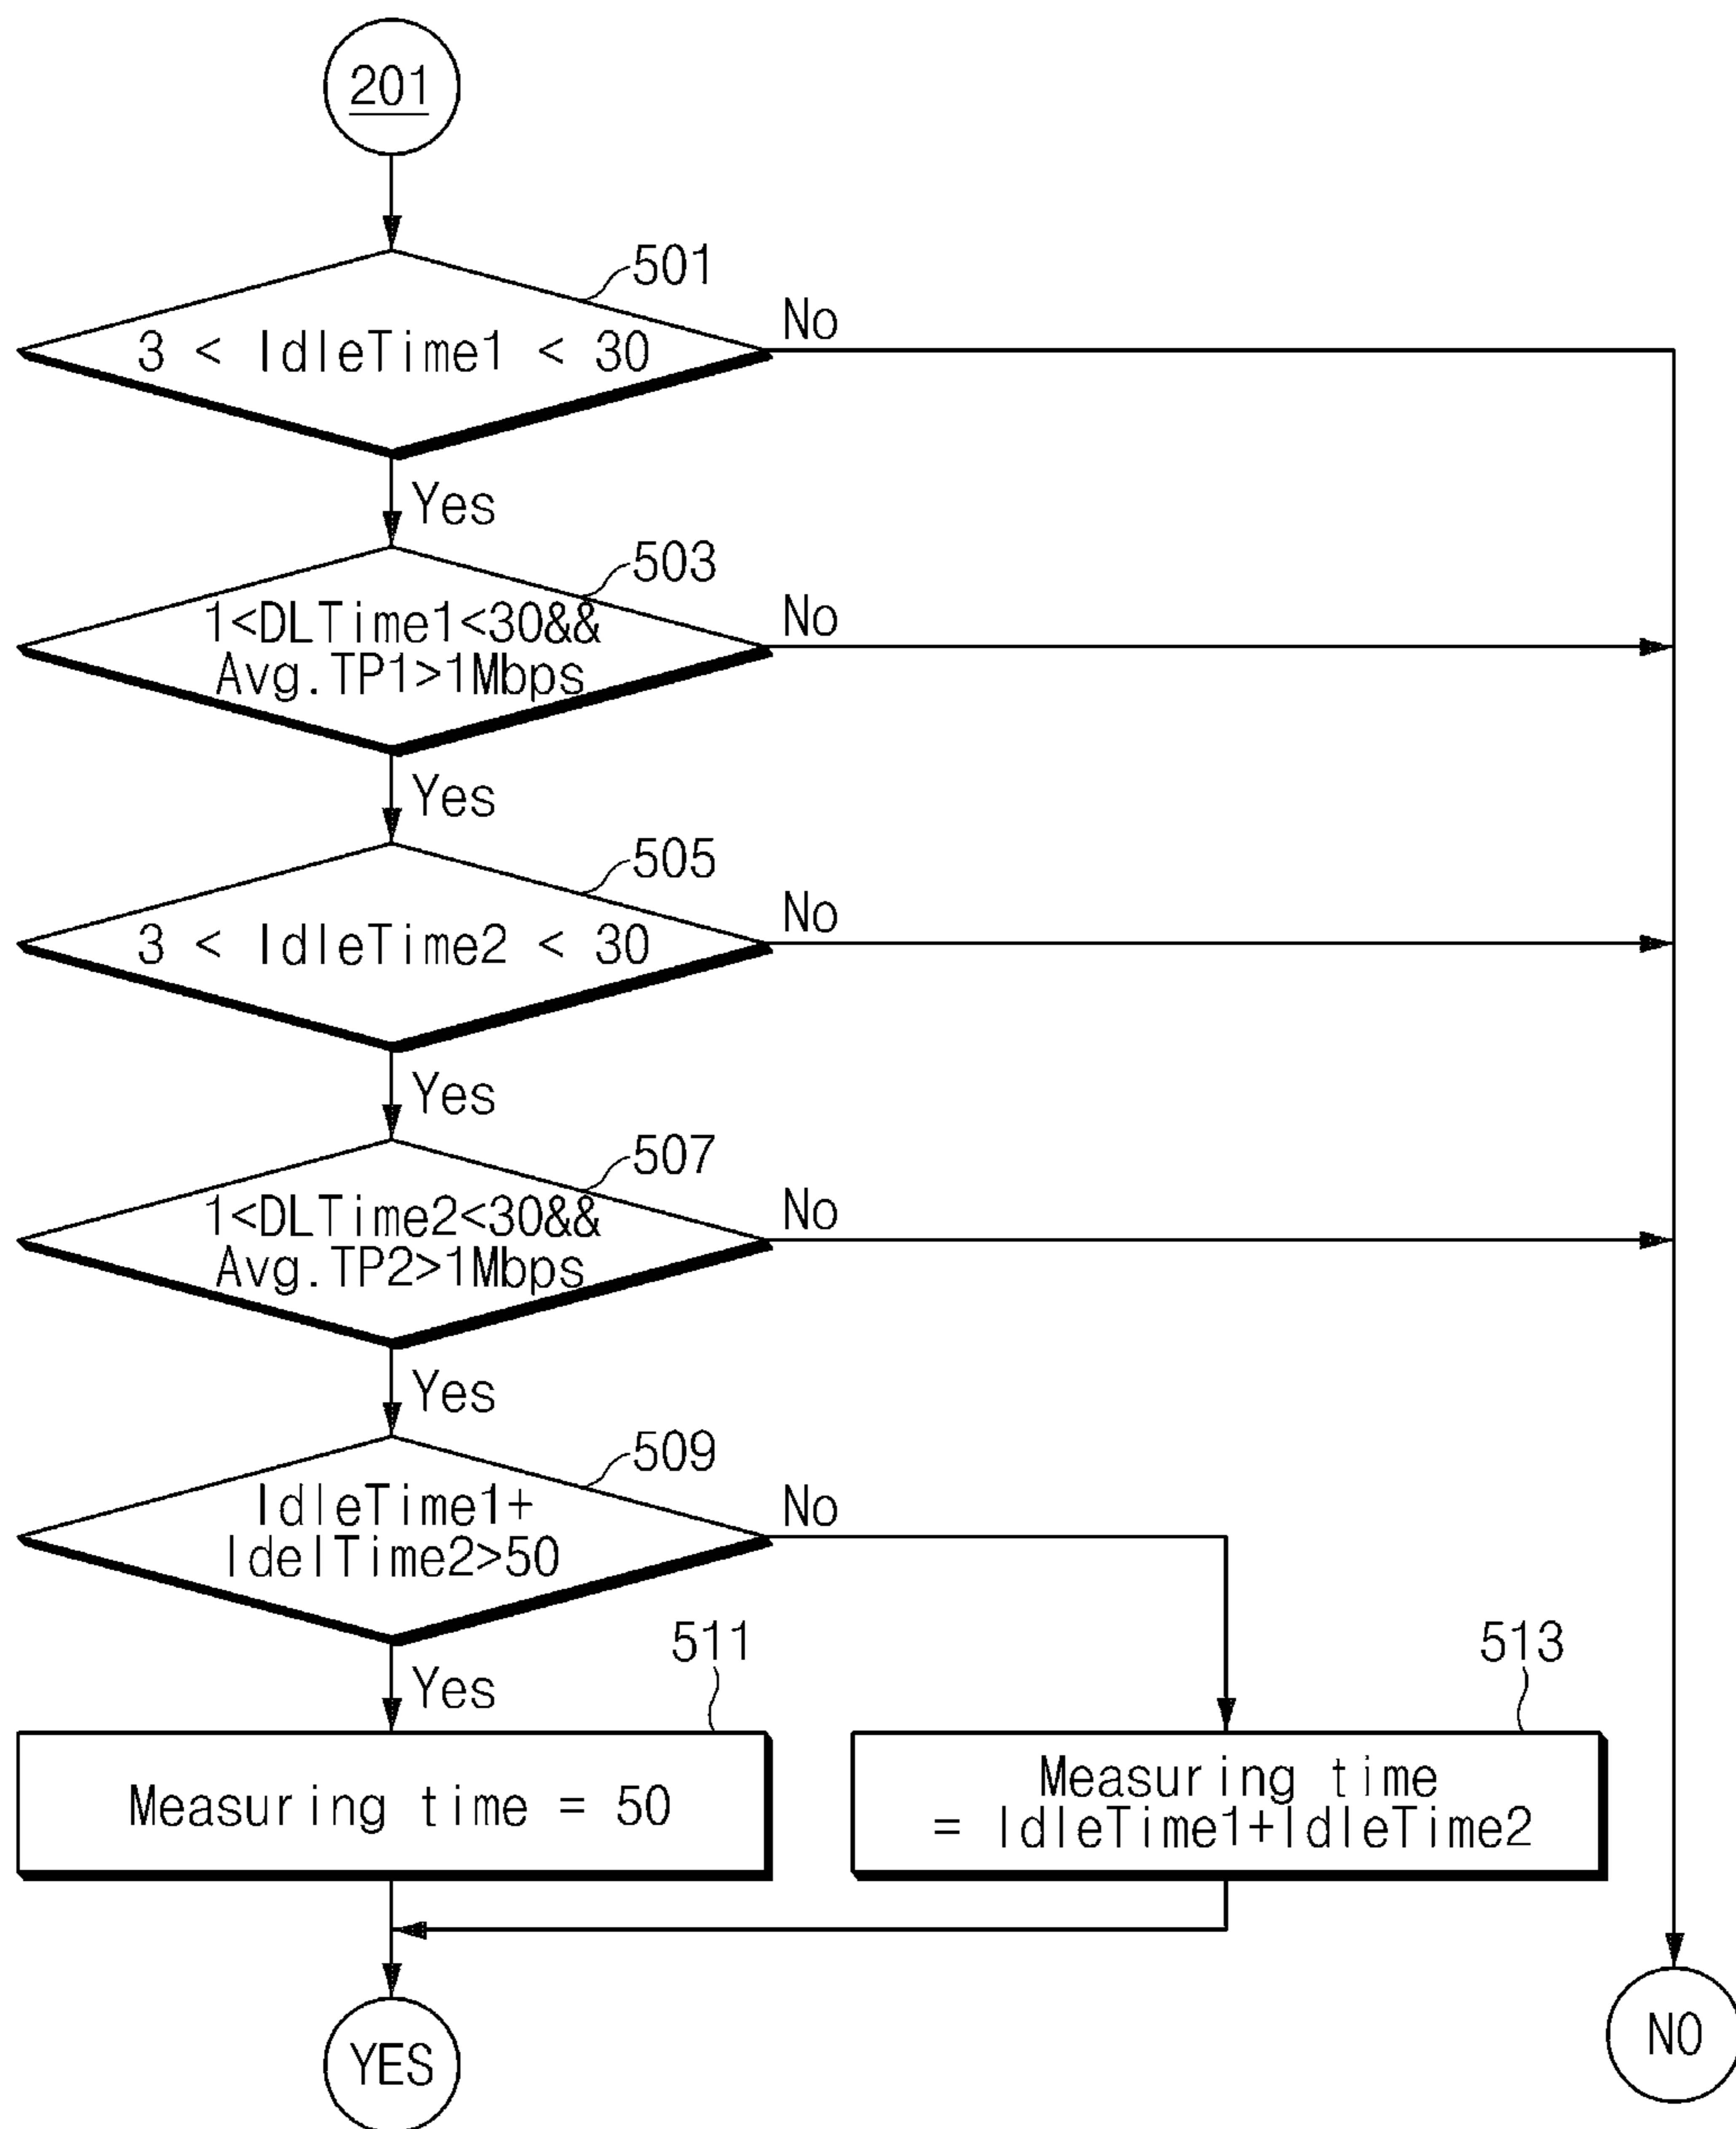 201
501
3 < IdleTime1 < 30
No
Yes
503
1<DLTime1<30&&
Avg.TP1>1Mbps
No
Yes
505
3 < IdleTime2 < 30
No
Yes
507
1<DLTime2<30&&
Avg.TP2>1Mbps
No
Yes
509
IdleTime1+
IdelTime2>50
No
Yes
511
Measuring time = 50
513
Measuring time
= IdleTime1+IdleTime2
YES
NO